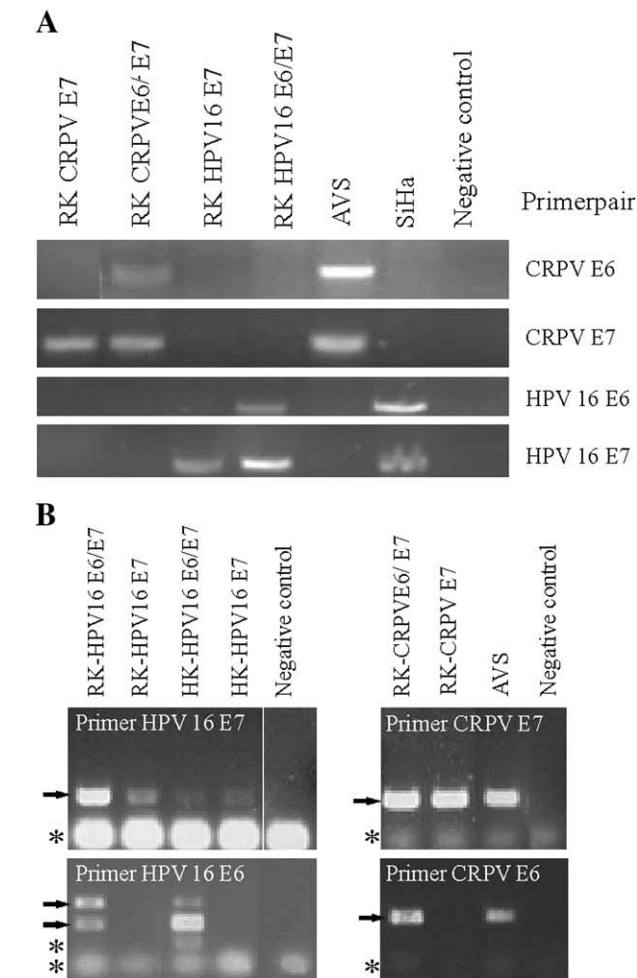 A
RK CRPV E7
RK CRPVE6/ E7
RK HPV16 E7
RK HPV16 E6/E7
AVS
SiHa
Negative control
Primerpair
CRPV E6
CRPV E7
HPV 16 E6
HPV 16 E7
B
RK-HPV16 E6/E7
RK-HPV16 E7
HK-HPV16 E6/E7
HK-HPV16 E7
Negative control
RK-CRPVE6/ E7
RK-CRPV E7
AVS
Negative control
Primer HPV 16 E7
Primer CRPV E7
*
*
Primer HPV 16 E6
Primer CRPV E6
*
*
*